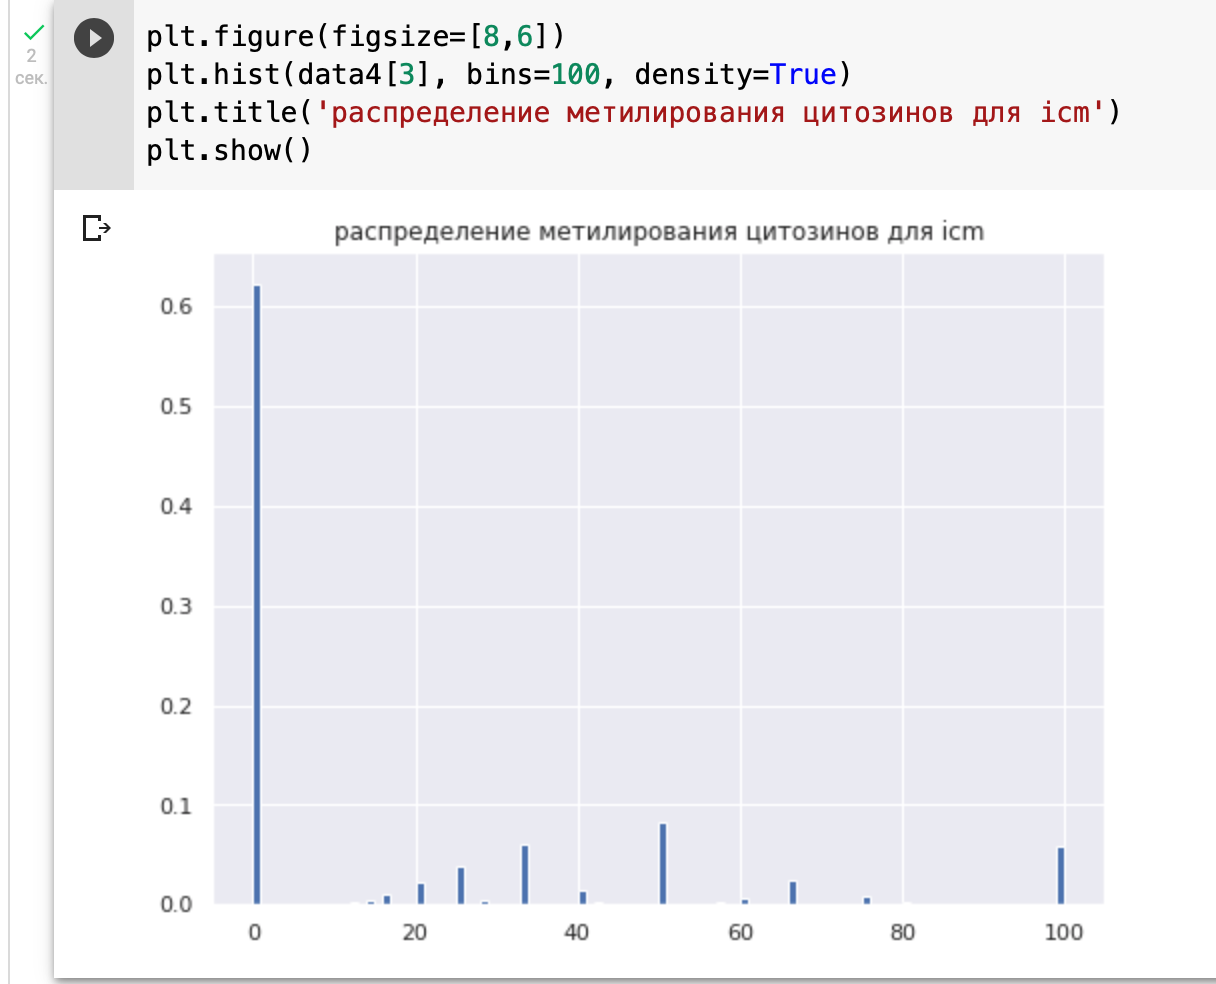 plt.figure(figsize=[8,6])
2
сек.
plt.hist(data4[3], bins=100, density=True)
plt.title('распределение метилирования цитозинов для icm')
plt.show()
распределение метилирования цитозинов для icm
0.6
0.5
0.4
0.3
0.2
0.1
0.0
0 20 40 60 80 100